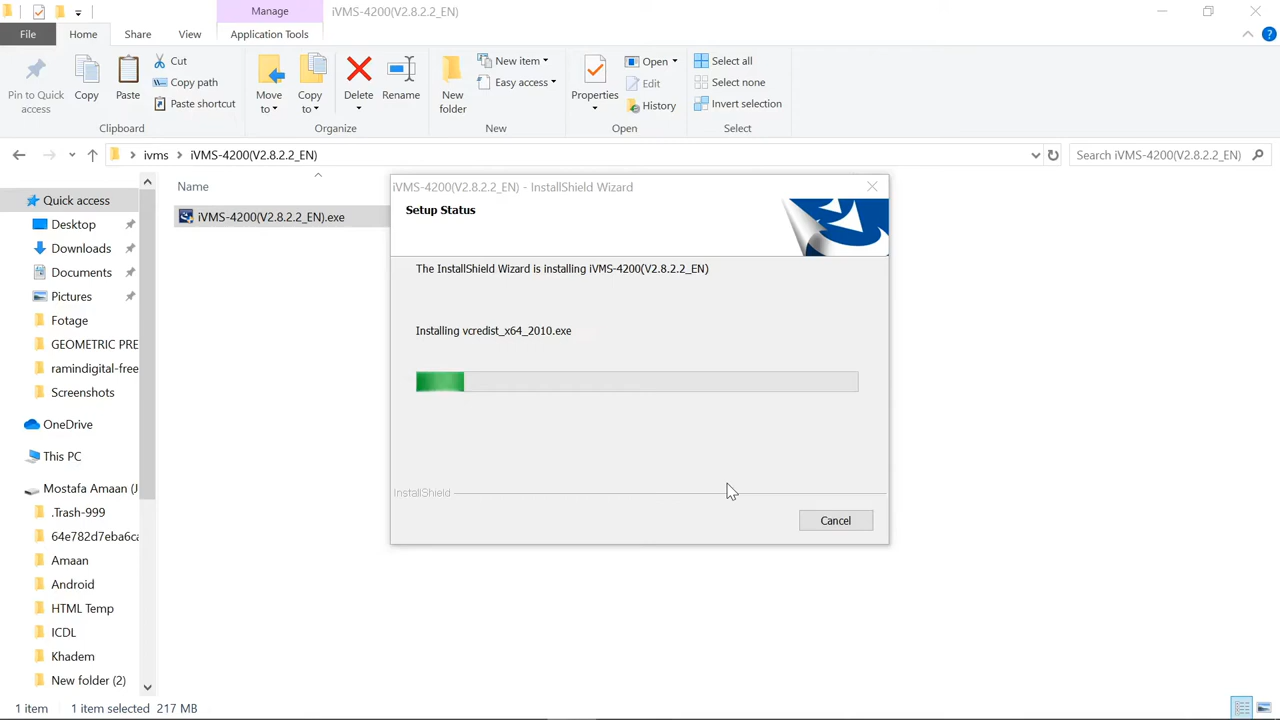 Manage
iVMS-4200(V2.8.2.2_EN)
File
Home
Share
View
Application Tools
Pin to Quick access
Copy
Paste
Cut
Copy path
Paste shortcut
Move to
Copy to
Delete
Rename
New folder
New item
Easy access
Properties
Open
Edit
History
Select all
Select none
Invert selection
Clipboard
Organize
New
Open
Select
ivms
iVMS-4200(V2.8.2.2_EN)
Search iVMS-4200(V2.8.2.2_EN)
Quick access
Desktop
Downloads
Documents
Pictures
Fotage
GEOMETRIC PRE
ramindigital-free
Screenshots
OneDrive
This PC
Mostafa Amaan (J
.Trash-999
64e782d7eba6ca
Amaan
Android
HTML Temp
ICDL
Khadem
New folder (2)
Name
iVMS-4200(V2.8.2.2_EN).exe
iVMS-4200(V2.8.2.2_EN) - InstallShield Wizard
Setup Status
The InstallShield Wizard is installing iVMS-4200(V2.8.2.2_EN)
Installing vcredist_x64_2010.exe
InstallShield
Cancel
1 item
1 item selected 217 MB